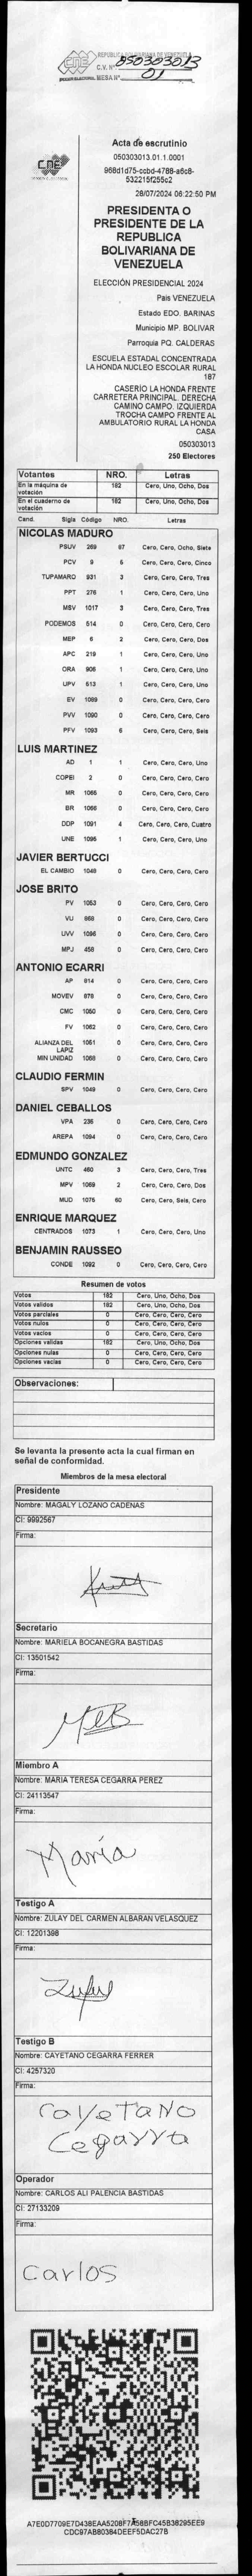 REPÚBLICA BOLIVARIANA DE VENEZUELA
CNE
C.V. Nº 050303013
PODER ELECTORAL MESA Nº 01
CNE
Acta de escrutinio
050303013.01.1.0001
968d1d75-ccbd-4788-a6c8-
532215f255c2
28/07/2024 06:22:50 PM
PRESIDENTA O
PRESIDENTE DE LA
REPUBLICA
BOLIVARIANA DE
VENEZUELA
ELECCIÓN PRESIDENCIAL 2024
Pais VENEZUELA
Estado EDO. BARINAS
Municipio MP. BOLIVAR
Parroquia PQ. CALDERAS
ESCUELA ESTADAL CONCENTRADA
LA HONDA NUCLEO ESCOLAR RURAL
187
CASERÍO LA HONDA FRENTE
CARRETERA PRINCIPAL. DERECHA
CAMINO CAMPO. IZQUIERDA
TROCHA CAMPO FRENTE AL
AMBULATORIO RURAL LA HONDA
CASA
050303013
250 Electores
Votantes NRO. Letras
En la máquina de votación 182 Cero, Uno, Ocho, Dos
En el cuaderno de votación 182 Cero, Uno, Ocho, Dos
Cand. Sigla Código NRO. Letras
NICOLAS MADURO
PSUV 269 87 Cero, Cero, Ocho, Siete
PCV 9 5 Cero, Cero, Cero, Cinco
TUPAMARO 931 3 Cero, Cero, Cero, Tres
PPT 276 1 Cero, Cero, Cero, Uno
MSV 1017 3 Cero, Cero, Cero, Tres
PODEMOS 514 0 Cero, Cero, Cero, Cero
MEP 6 2 Cero, Cero, Cero, Dos
APC 219 1 Cero, Cero, Cero, Uno
ORA 906 1 Cero, Cero, Cero, Uno
UPV 513 1 Cero, Cero, Cero, Uno
EV 1089 0 Cero, Cero, Cero, Cero
PVV 1090 0 Cero, Cero, Cero, Cero
PFV 1093 6 Cero, Cero, Cero, Seis
LUIS MARTINEZ
AD 1 1 Cero, Cero, Cero, Uno
COPEI 2 0 Cero, Cero, Cero, Cero
MR 1065 0 Cero, Cero, Cero, Cero
BR 1066 0 Cero, Cero, Cero, Cero
DDP 1091 4 Cero, Cero, Cero, Cuatro
UNE 1095 1 Cero, Cero, Cero, Uno
JAVIER BERTUCCI
EL CAMBIO 1048 0 Cero, Cero, Cero, Cero
JOSE BRITO
PV 1053 0 Cero, Cero, Cero, Cero
VU 868 0 Cero, Cero, Cero, Cero
UVV 1096 0 Cero, Cero, Cero, Cero
MPJ 458 0 Cero, Cero, Cero, Cero
ANTONIO ECARRI
AP 814 0 Cero, Cero, Cero, Cero
MOVEV 878 0 Cero, Cero, Cero, Cero
CMC 1050 0 Cero, Cero, Cero, Cero
FV 1062 0 Cero, Cero, Cero, Cero
ALIANZA DEL LAPIZ 1061 0 Cero, Cero, Cero, Cero
MIN UNIDAD 1088 0 Cero, Cero, Cero, Cero
CLAUDIO FERMIN
SPV 1049 0 Cero, Cero, Cero, Cero
DANIEL CEBALLOS
VPA 235 0 Cero, Cero, Cero, Cero
AREPA 1094 0 Cero, Cero, Cero, Cero
EDMUNDO GONZALEZ
UNTC 460 3 Cero, Cero, Cero, Tres
MPV 1069 2 Cero, Cero, Cero, Dos
MUD 1075 60 Cero, Cero, Seis, Cero
ENRIQUE MARQUEZ
CENTRADOS 1073 1 Cero, Cero, Cero, Uno
BENJAMIN RAUSSEO
CONDE 1092 0 Cero, Cero, Cero, Cero
Resumen de votos
Votos 182 Cero, Uno, Ocho, Dos
Votos validos 182 Cero, Uno, Ocho, Dos
Votos parciales 0 Cero, Cero, Cero, Cero
Votos nulos 0 Cero, Cero, Cero, Cero
Votos vacios 0 Cero, Cero, Cero, Cero
Opciones validas 182 Cero, Uno, Ocho, Dos
Opciones nulas 0 Cero, Cero, Cero, Cero
Opciones vacias 0 Cero, Cero, Cero, Cero
Observaciones:
Se levanta la presente acta la cual firman en
señal de conformidad.
Miembros de la mesa electoral
Presidente
Nombre: MAGALY LOZANO CADENAS
CI: 9992567
Firma:
Secretario
Nombre: MARIELA BOCANEGRA BASTIDAS
CI: 13501542
Firma:
Miembro A
Nombre: MARIA TERESA CEGARRA PEREZ
CI: 24113547
Firma:
María
Testigo A
Nombre: ZULAY DEL CARMEN ALBARAN VELASQUEZ
CI: 12201398
Firma:
Zulay
Testigo B
Nombre: CAYETANO CEGARRA FERRER
CI: 4257320
Firma:
CayetaNo
Cegarra
Operador
Nombre: CARLOS ALI PALENCIA BASTIDAS
CI: 27133209
Firma:
Carlos
A7E0D7709E7D438EAA5208F7A58BFC45B38295EE9
CDC97AB80384DEEF5DAC27B